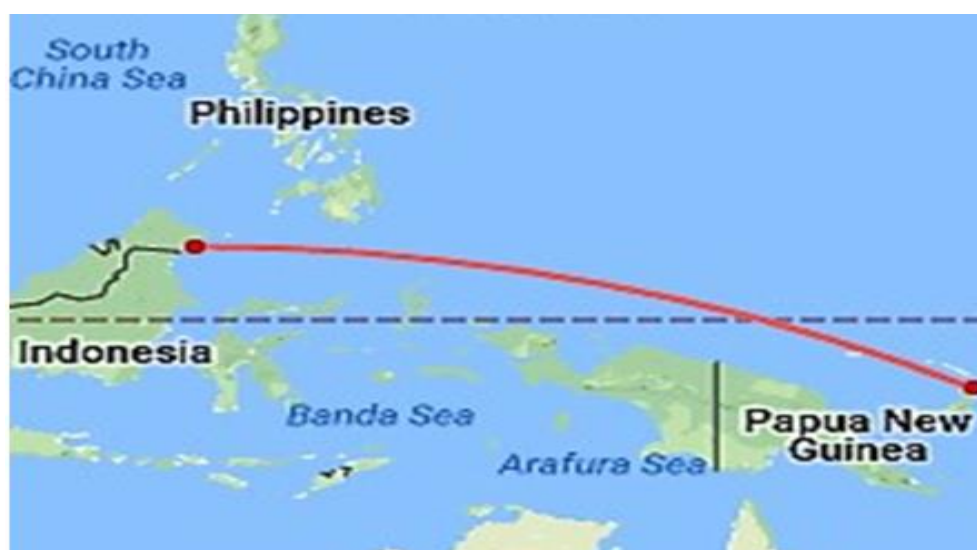 South
China Sea
Philippines
Indonesia
Banda Sea
Arafura Sea
Papua New
Guinea